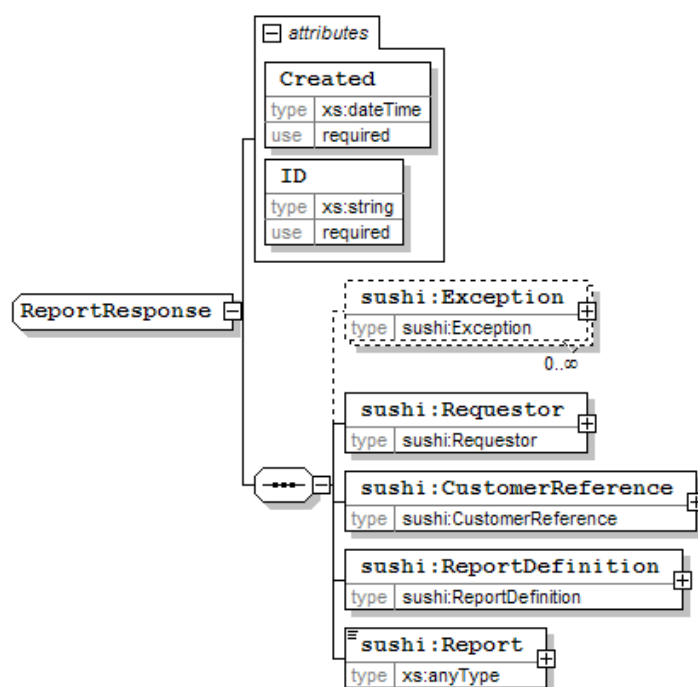 attributes
Created
type xs:dateTime
use required
ID
type xs:string
use required
ReportResponse
sushi:Exception
type sushi:Exception
0..∞
sushi:Requestor
type sushi:Requestor
sushi:CustomerReference
type sushi:CustomerReference
sushi:ReportDefinition
type sushi:ReportDefinition
sushi:Report
type xs:anyType